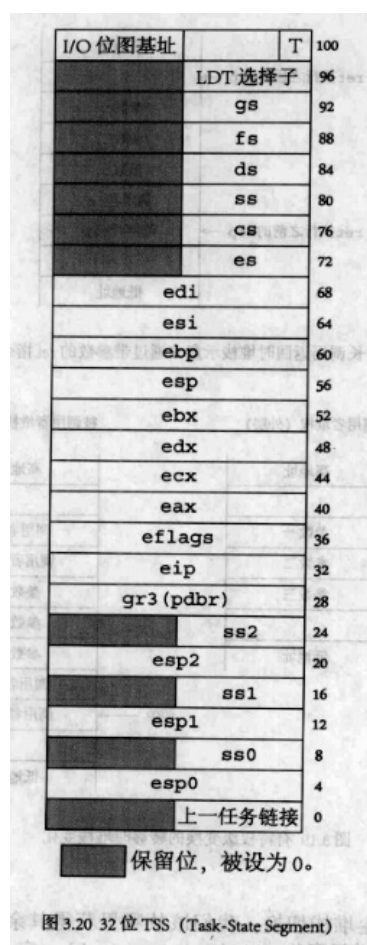 I/O 位图基址 T 100
LDT 选择子 96
gs 92
fs 88
ds 84
ss 80
cs 76
es 72
edi 68
esi 64
ebp 60
esp 56
ebx 52
edx 48
ecx 44
eax 40
eflags 36
eip 32
gr3(pdbr) 28
ss2 24
esp2 20
ss1 16
esp1 12
ss0 8
esp0 4
上一任务链接 0
保留位，被设为0。
图 3.20 32 位 TSS（Task-State Segment)